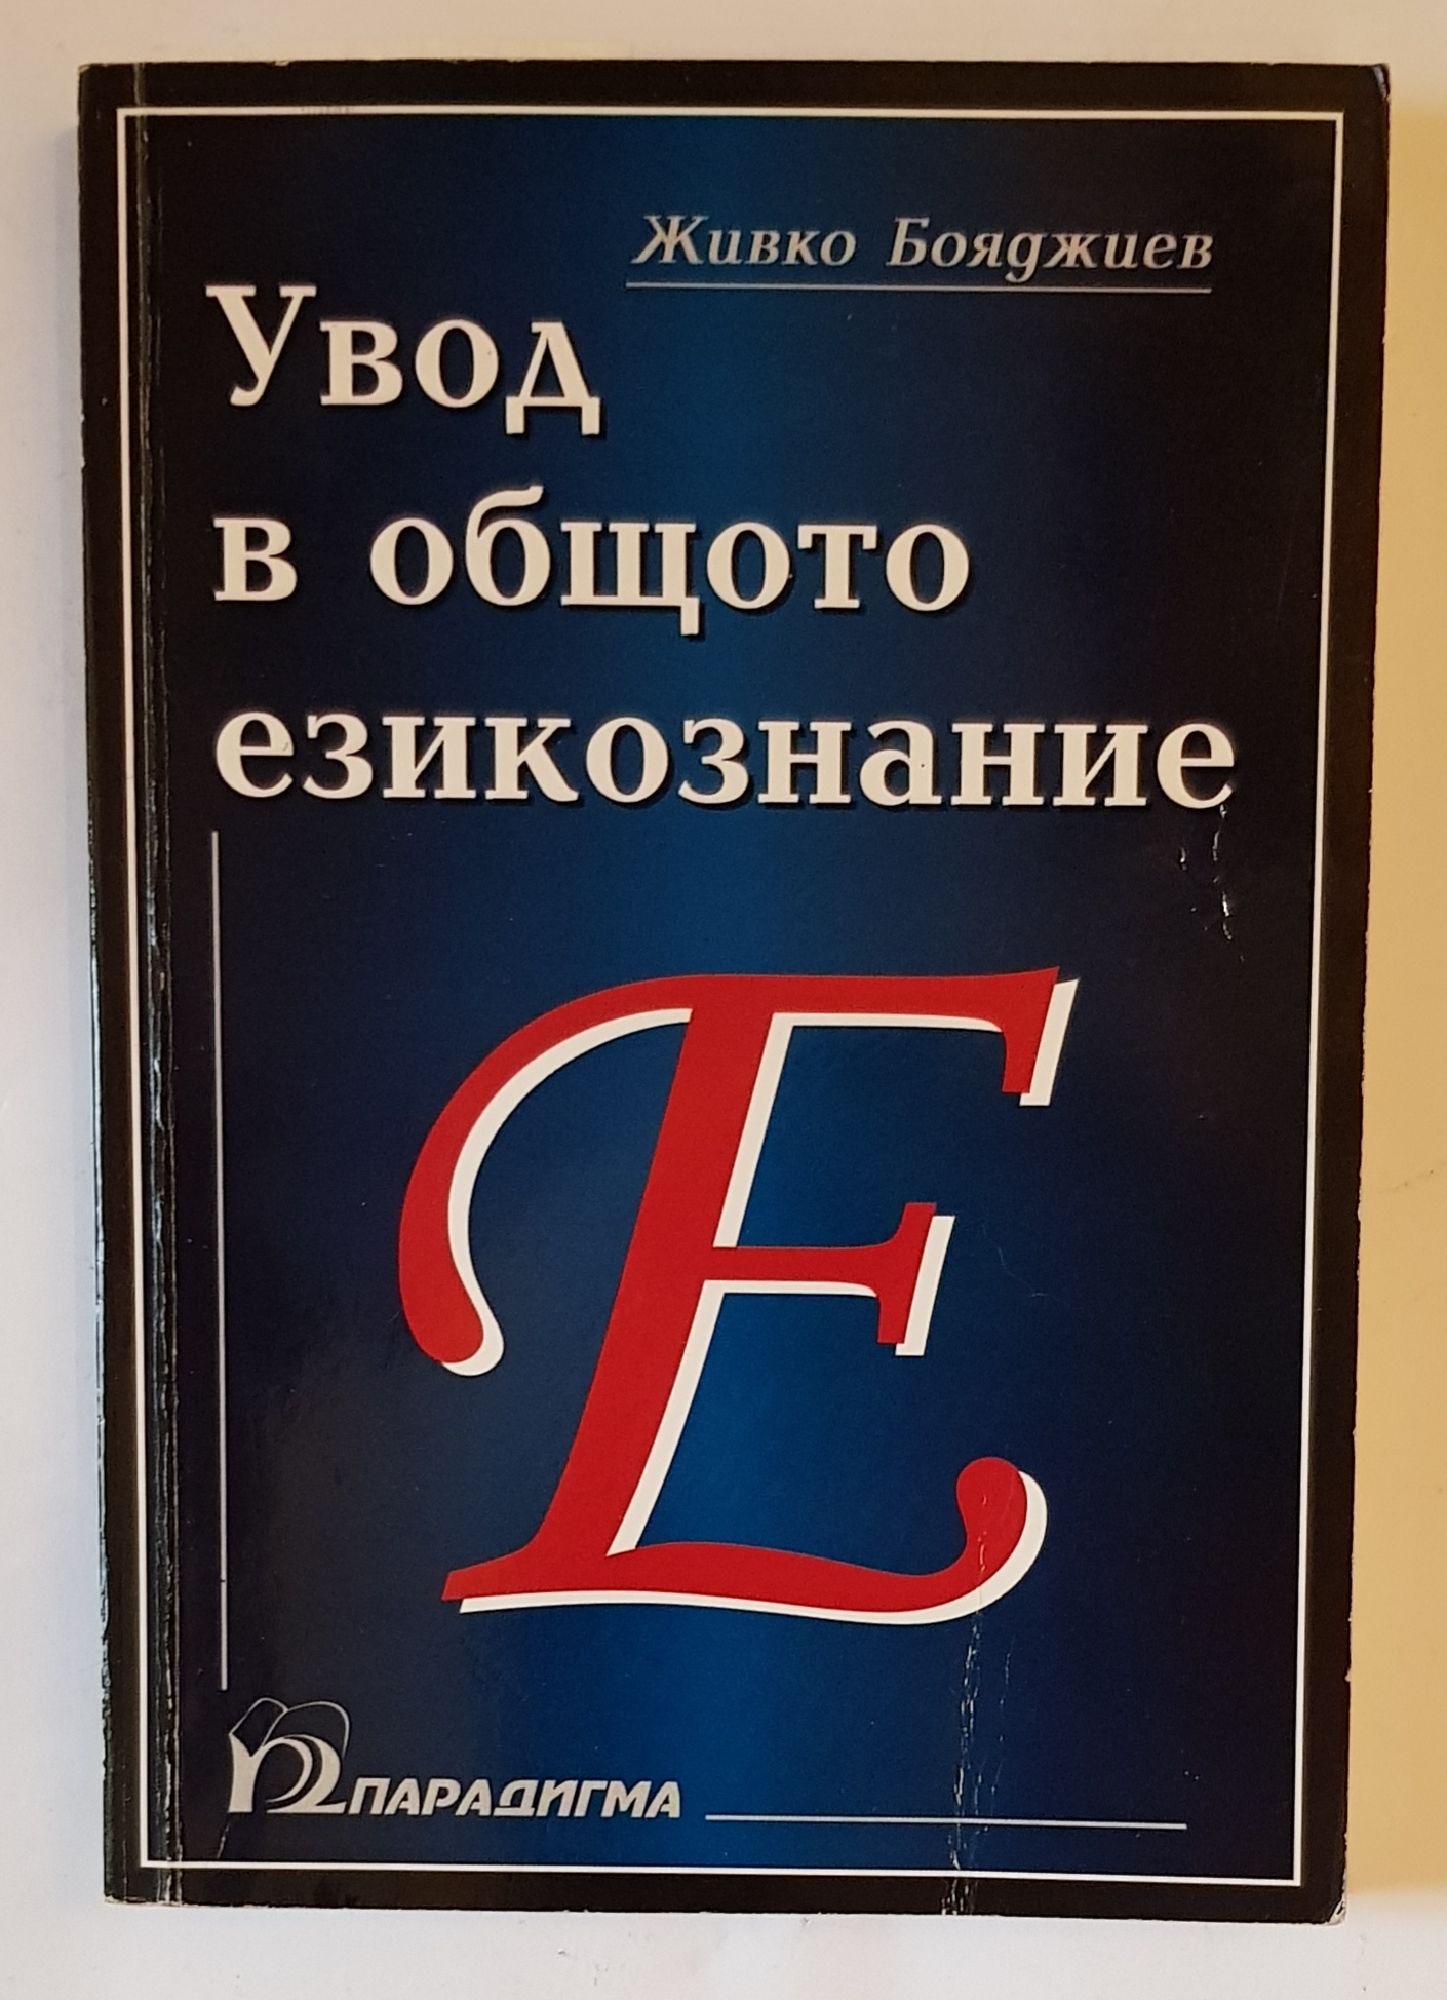 Живко Бояджиев
Увод
в общото
езикознание
Е
ПАРАДИГМА